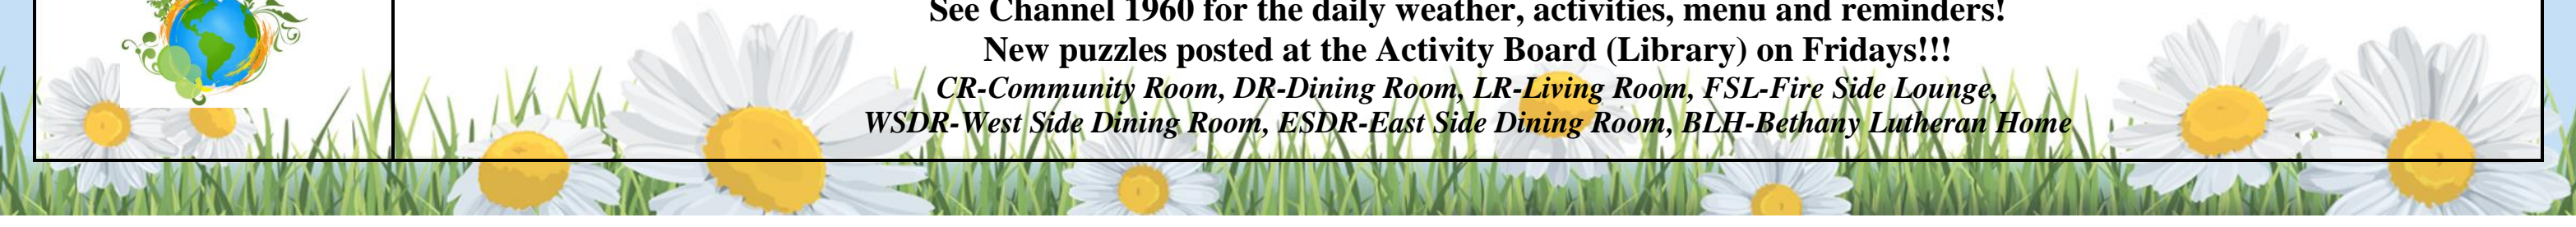 See Channel 1960 for the daily weather, activities, menu and reminders!
New puzzles posted at the Activity Board (Library) on Fridays!!!
CR-Community Room, DR-Dining Room, LR-Living Room, FSL-Fire Side Lounge,
WSDR-West Side Dining Room, ESDR-East Side Dining Room, BLH-Bethany Lutheran Home